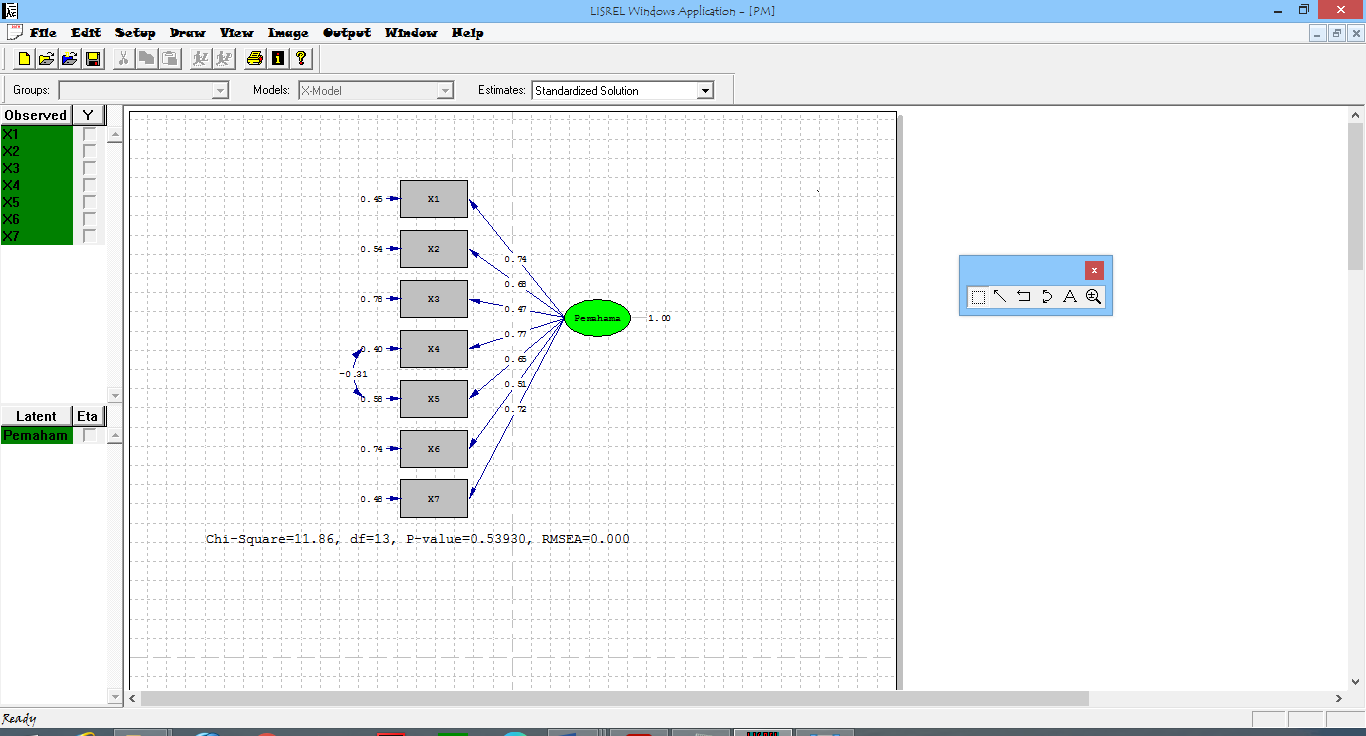 LISREL Windows Application - [PM]
File Edit Setup Draw View Image Output Window Help
Groups: Models: X-Model Estimates: Standardized Solution
Observed Y
X1
X2
X3
X4
X5
X6
X7
Latent Eta
Pemaham
0.45 X1
0.74
0.54 X2
0.68
0.78 X3
0.47
Pemahama 1.00
0.77
0.40 X4
0.65
-0.31
0.51
0.58 X5
0.72
0.74 X6
0.48 X7
Chi-Square=11.86, df=13, P-value=0.53930, RMSEA=0.000
A
Ready